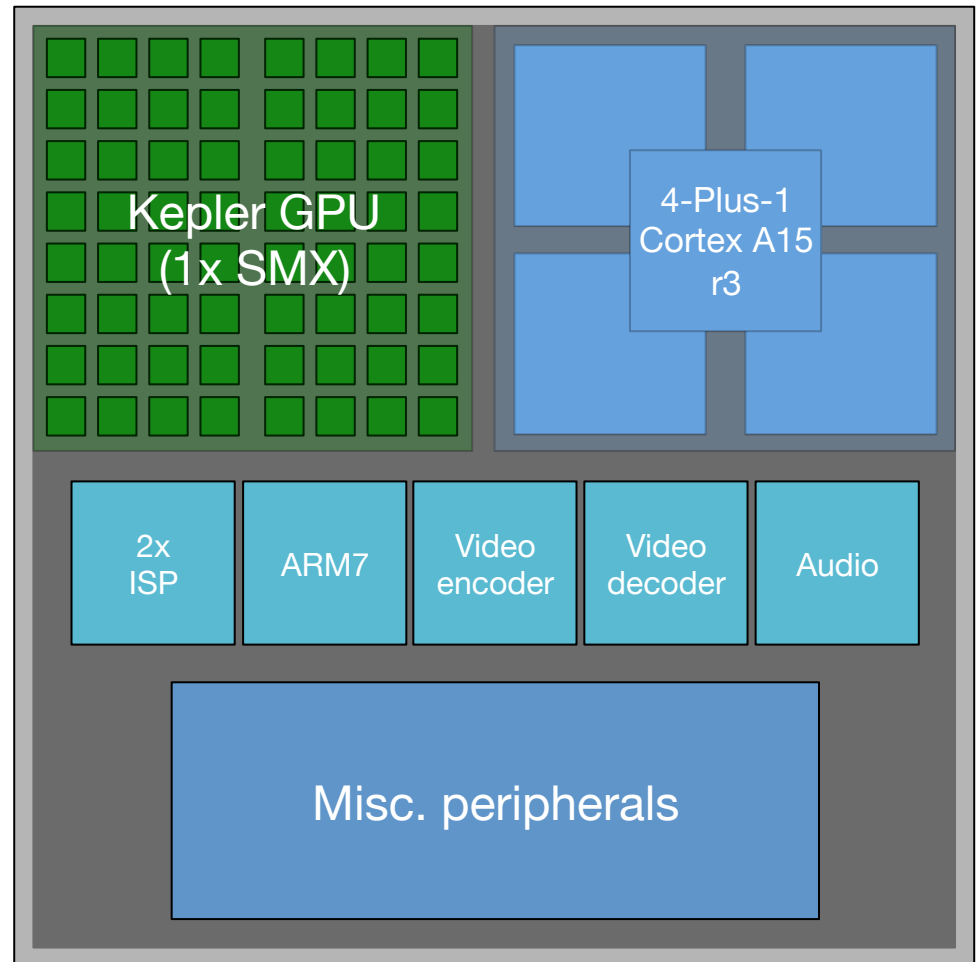 Kepler GPU
(1x SMX)
4-Plus-1
Cortex A15
r3
2x
ISP
ARM7
Video
encoder
Video
decoder
Audio
Misc. peripherals